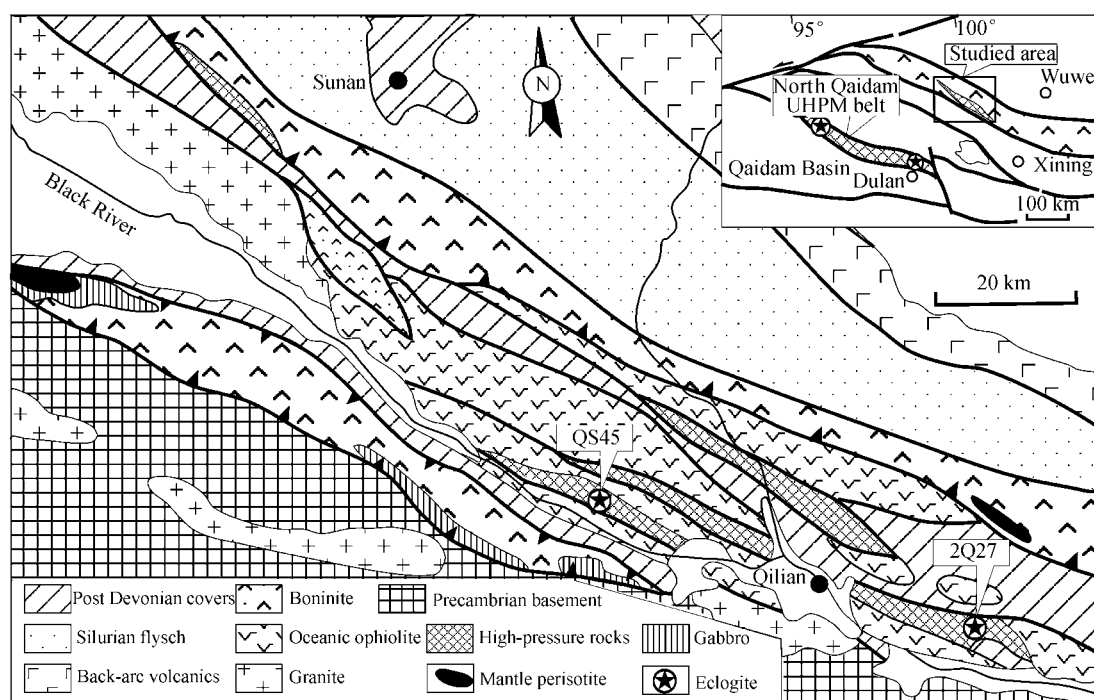 Sunan
N
95°
100°
Studied area
Wuwe
North Qaidam
UHPM belt
Qaidam Basin
Dulan
Xining
100 km
Black River
20 km
QS45
Qilian
2Q27
Post Devonian covers
Boninite
Precambrian basement
Silurian flysch
Oceanic ophiolite
High-pressure rocks
Gabbro
Back-arc volcanics
Granite
Mantle perisotite
Eclogite